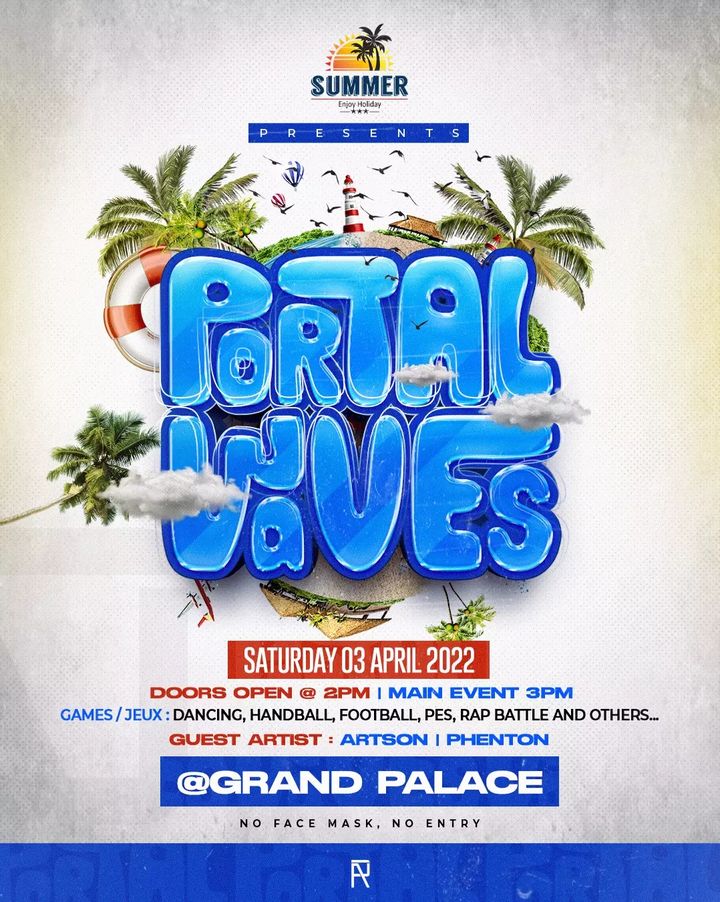 SUMMER
Enjoy Holiday
PRESENTS
PORTAL
WaVES
SATURDAY 03 APRIL 2022
DOORS OPEN @ 2PM | MAIN EVENT 3PM
GAMES / JEUX : DANCING, HANDBALL, FOOTBALL, PES, RAP BATTLE AND OTHERS...
GUEST ARTIST : ARTSON | PHENTON
@GRAND PALACE
NO FACE MASK, NO ENTRY